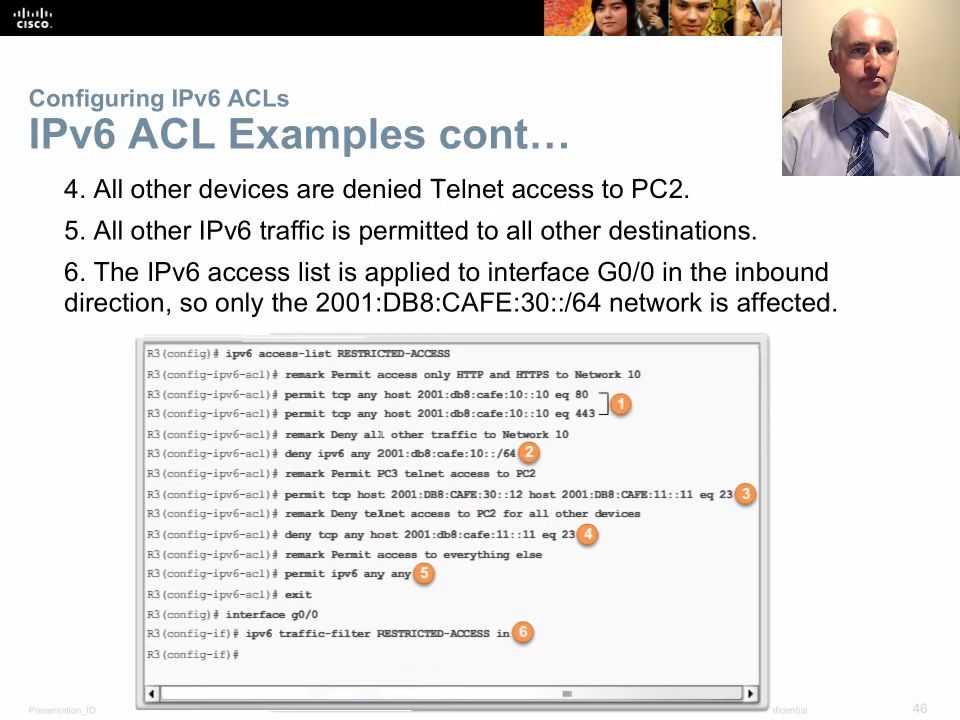 CISCO
Configuring IPv6 ACLs
IPv6 ACL Examples cont…
4. All other devices are denied Telnet access to PC2.
5. All other IPv6 traffic is permitted to all other destinations.
6. The IPv6 access list is applied to interface G0/0 in the inbound
direction, so only the 2001:DB8:CAFE:30::/64 network is affected.
R3(config)# ipv6 access-list RESTRICTED-ACCESS
R3(config-ipv6-acl)# remark Permit access only HTTP and HTTPS to Network 10
R3(config-ipv6-acl)# permit tcp any host 2001:db8:cafe:10::10 eq 80
1
R3(config-ipv6-acl)# permit tcp any host 2001:db8:cafe:10::10 eq 443
R3(config-ipv6-acl)# remark Deny all other traffic to Network 10
R3(config-ipv6-acl)# deny ipv6 any 2001:db8:cafe:10::/64 2
R3(config-ipv6-acl)# remark Permit PC3 telnet access to PC2
R3(config-ipv6-acl)# permit tcp host 2001:DB8:CAFE:30::12 host 2001:DB8:CAFE:11::11 eq 23 3
R3(config-ipv6-acl)# remark Deny telnet access to PC2 for all other devices
R3(config-ipv6-acl)# deny tcp any host 2001:db8:cafe:11::11 eq 23 4
R3(config-ipv6-acl)# remark Permit access to everything else
R3(config-ipv6-acl)# permit ipv6 any any 5
R3(config-ipv6-acl)# exit
R3(config)# interface g0/0
R3(config-if)# ipv6 traffic-filter RESTRICTED-ACCESS in 6
R3(config-if)#
Presentation_ID
nfidential
46